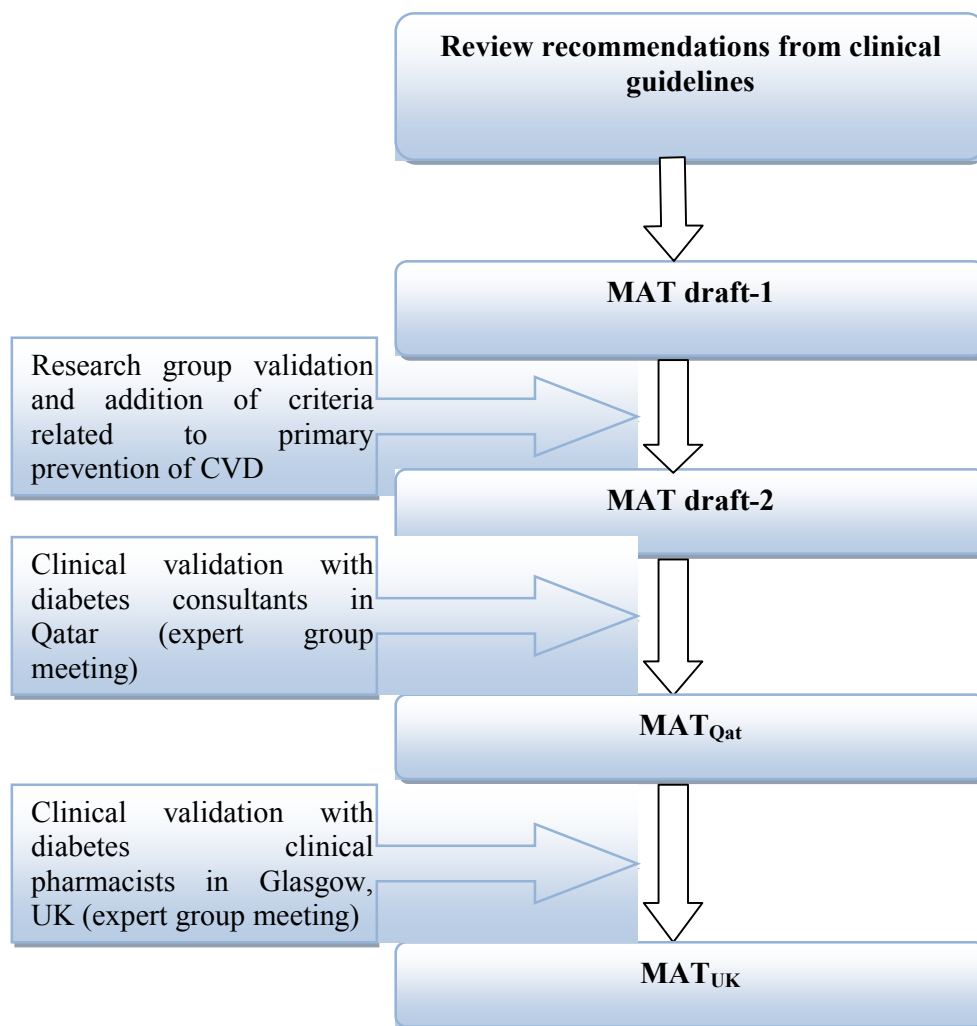 Review recommendations from clinical
guidelines
MAT draft-1
Research group validation
and addition of criteria
related to primary
prevention of CVD
MAT draft-2
Clinical validation with
diabetes consultants in
Qatar (expert group
meeting)
MATQat
Clinical validation with
diabetes clinical
pharmacists in Glasgow,
UK (expert group meeting)
MATUK